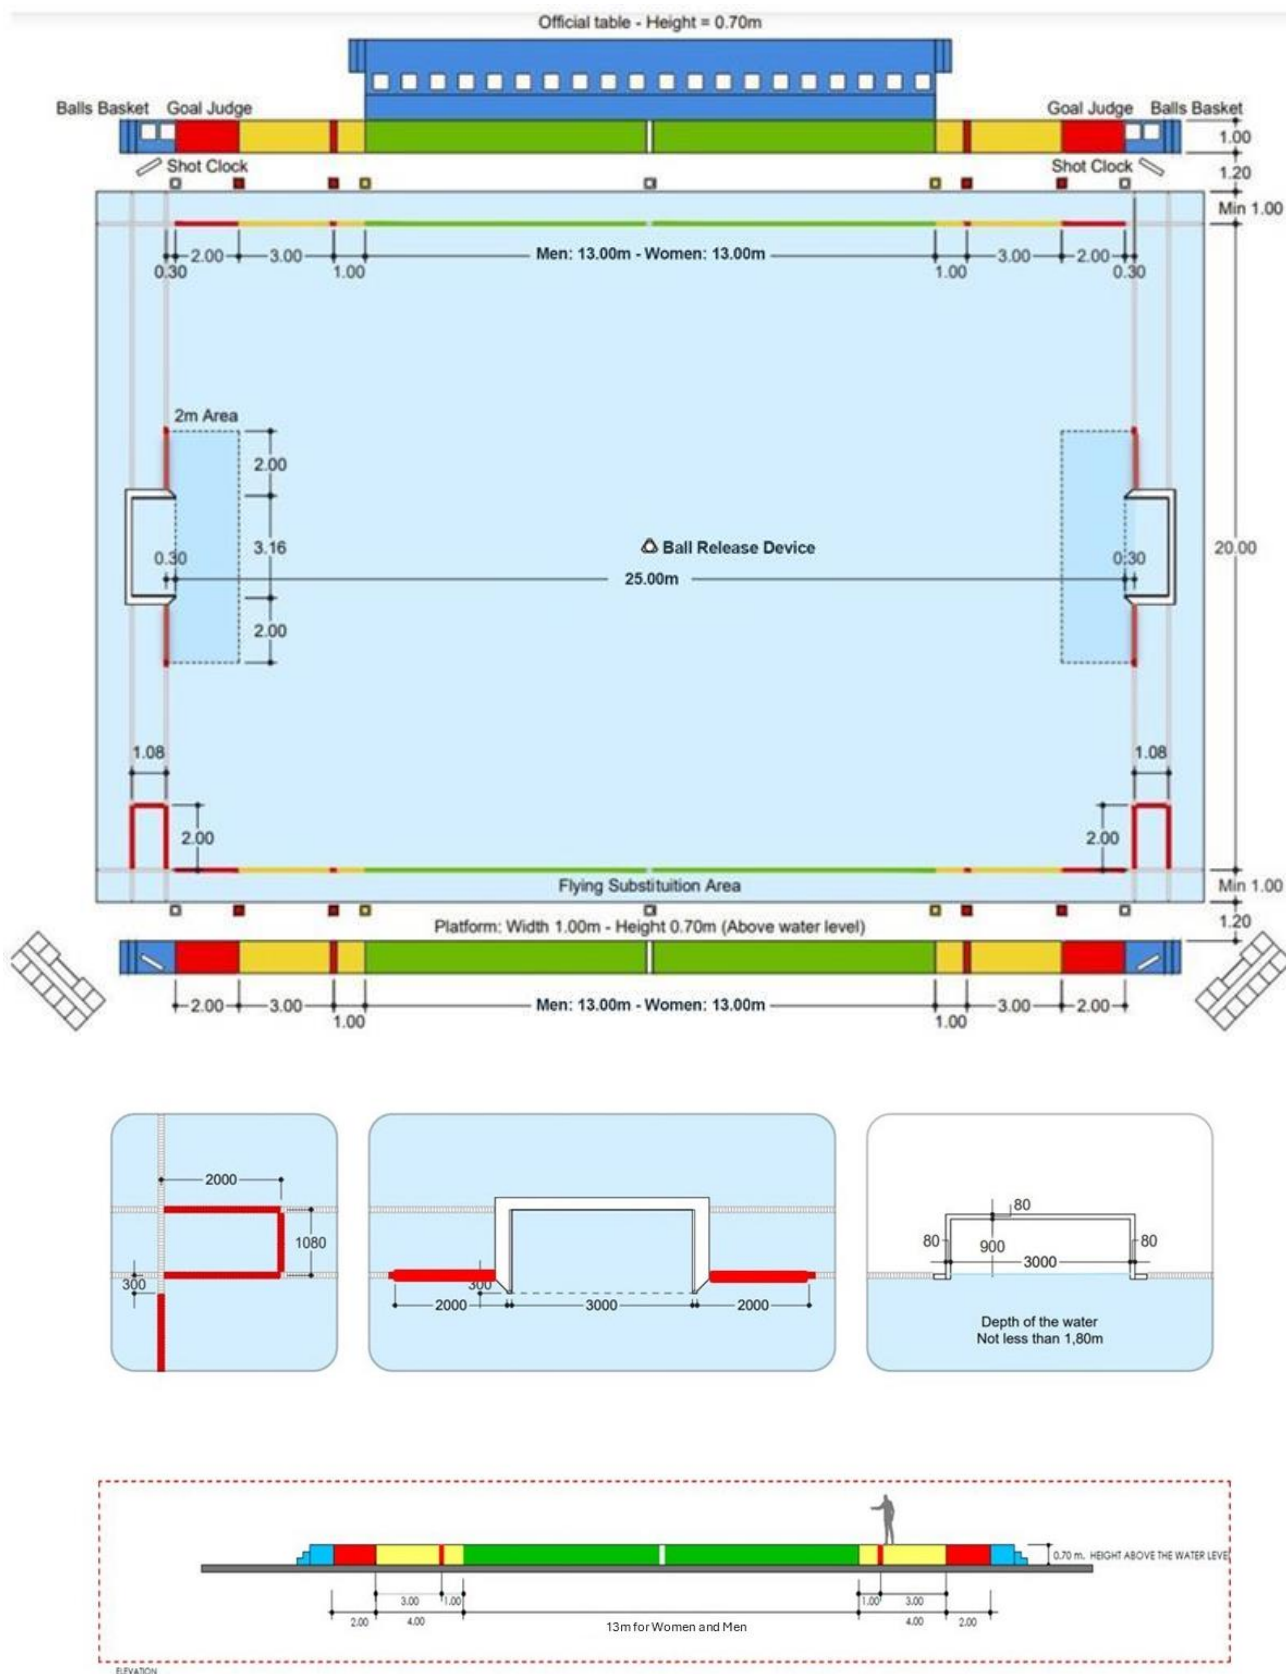 Official table - Height = 0.70m
Balls Basket Goal Judge Goal Judge Balls Basket
1.00
Shot Clock Shot Clock
1.20
Min 1.00
2.00 3.00 Men: 13.00m - Women: 13.00m 3.00 2.00
0.30 1.00 1.00 0.30
2m Area
2.00
3.16
Ball Release Device
20.00
0.30 0.30
25.00m
2.00
1.08 1.08
2.00 2.00
Flying Substituition Area
Min 1.00
Platform: Width 1.00m - Height 0.70m (Above water level)
1.20
2.00 3.00 Men: 13.00m - Women: 13.00m 3.00 2.00
1.00 1.00
2000
1080
300
300
2000 3000 2000
80
80 900 80
3000
Depth of the water
Not less than 1,80m
0.70 m. HEIGHT ABOVE THE WATER LEVE
3.00 1.00 1.00 3.00
2.00 4.00 13m for Women and Men 4.00 2.00
ELEVATION